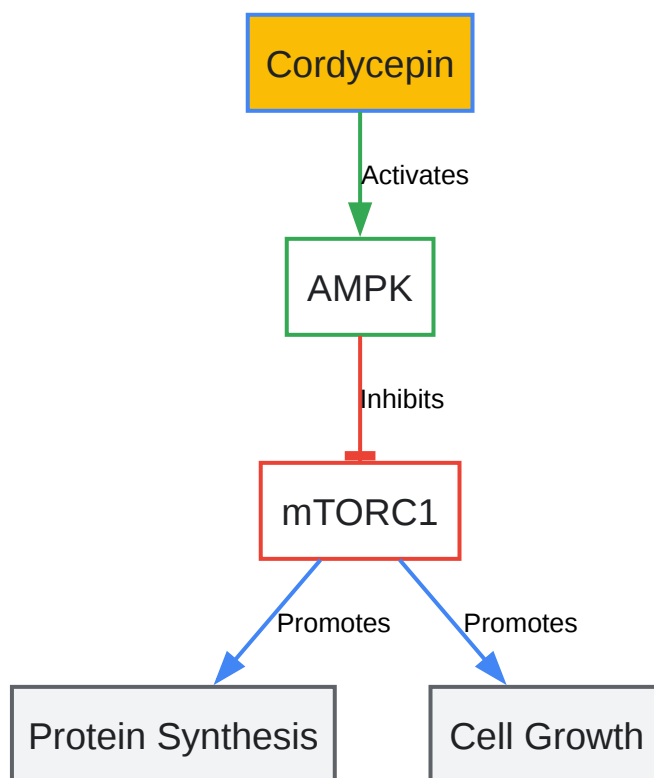 Cordycepin
Activates
AMPK
Inhibits
mTORC1
Promotes
Promotes
Protein Synthesis
Cell Growth